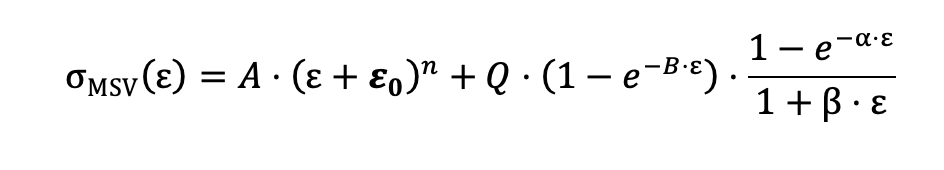 σ_MSV(ε) = A · (ε + ε₀)ⁿ + Q · (1 − e^(−B·ε)) · (1 − e^(−α·ε))/(1 + β · ε)